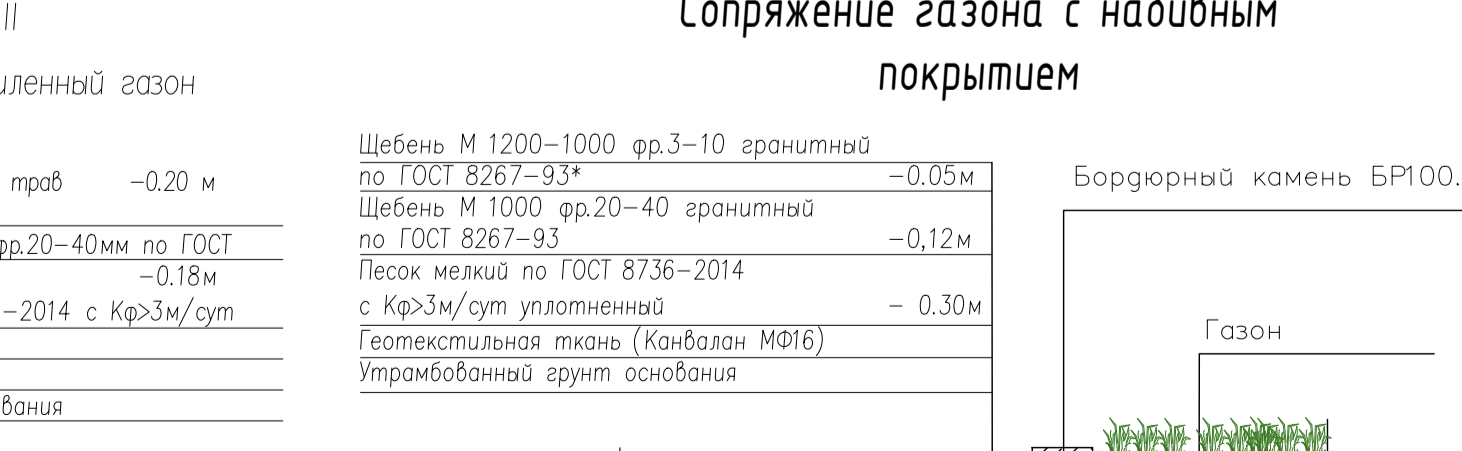 II
газон
трав -0.20 м
фр.20-40мм по ГОСТ
-0.18м
-2014 с Кф>3м/сут
Сопряжение газона с набивным
покрытием
Щебень М 1200-1000 фр.3-10 гранитный
по ГОСТ 8267-93* -0.05м
Щебень М 1000 фр.20-40 гранитный
по ГОСТ 8267-93 -0,12м
Песок мелкий по ГОСТ 8736-2014
с Кф>3м/сут уплотненный - 0.30м
Геотекстильная ткань (Канвалан МФ16)
Утрамбованный грунт основания
Бордюрный камень БР100.
Газон